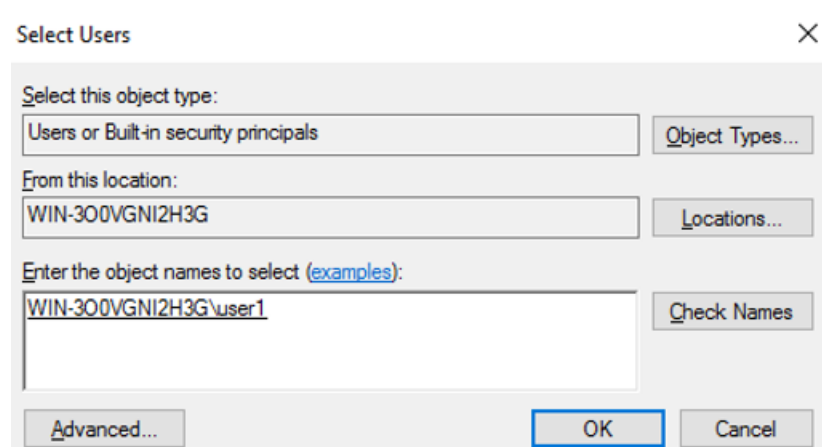 Select Users
Select this object type:
Users or Built-in security principals
Object Types...
From this location:
WIN-3O0VGNI2H3G
Locations...
Enter the object names to select (examples):
WIN-3O0VGNI2H3G\user1
Check Names
Advanced...
OK
Cancel